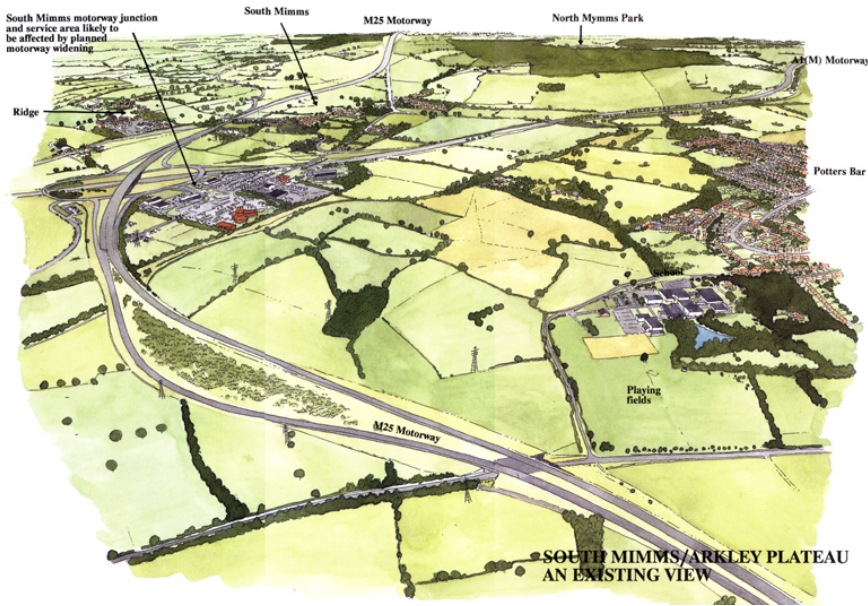 South Mimms motorway junction
and service area likely to
be affected by planned
motorway widening
South Mimms
M25 Motorway
North Mymms Park
A1(M) Motorway
Ridge
Potters Bar
School
Playing
fields
M25 Motorway
SOUTH MIMMS/ARKLEY PLATEAU
AN EXISTING VIEW